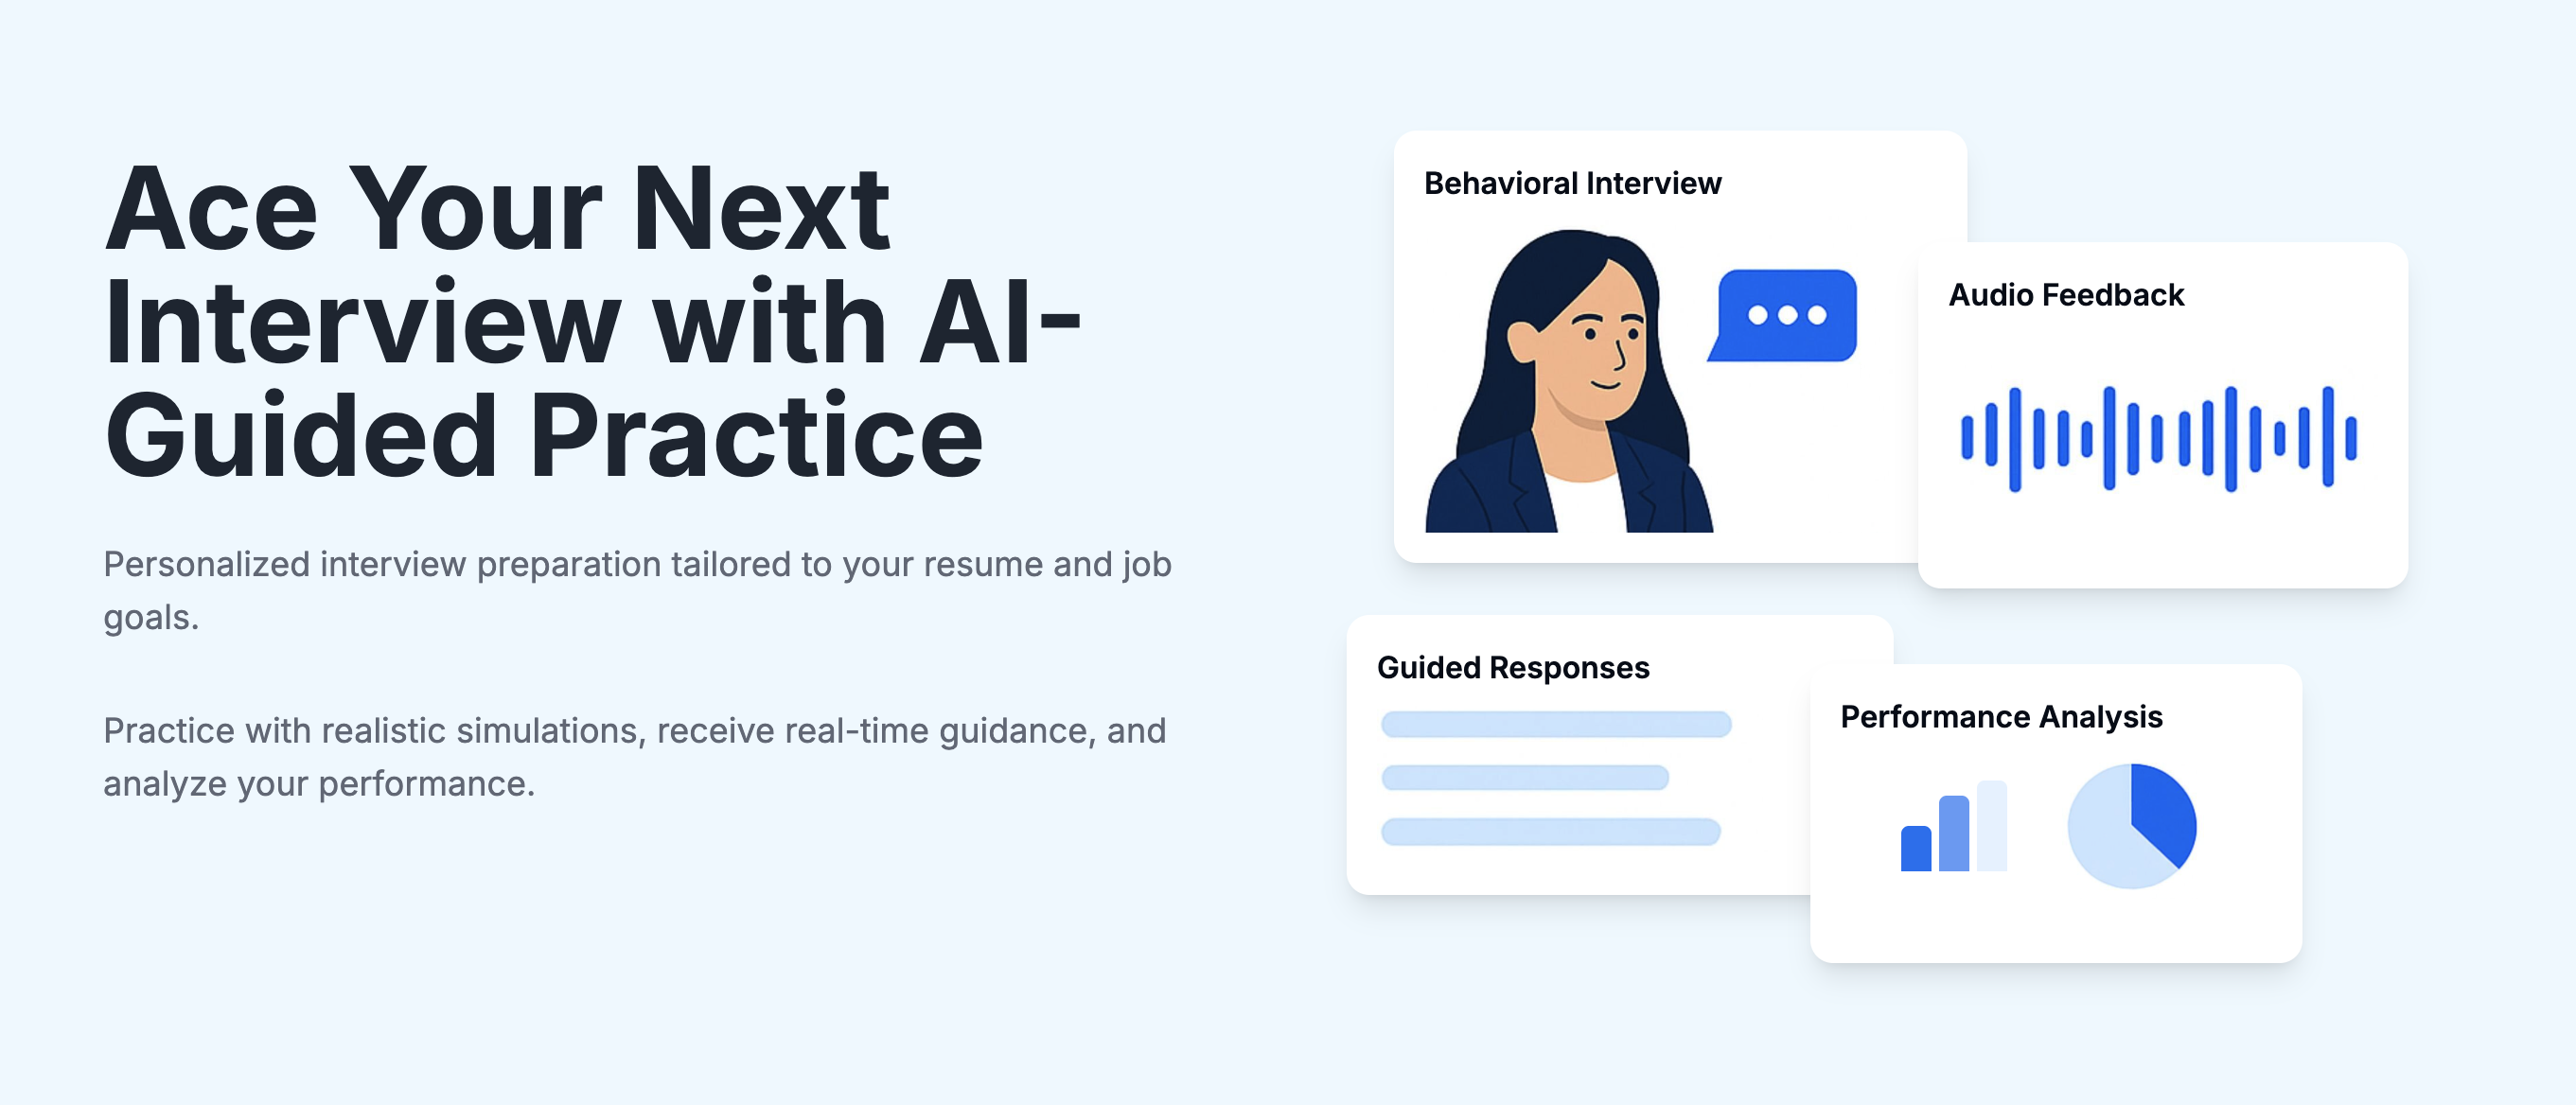 Ace Your Next
Interview with AI-
Guided Practice
Personalized interview preparation tailored to your resume and job
goals.
Practice with realistic simulations, receive real-time guidance, and
analyze your performance.
Behavioral Interview
Audio Feedback
Guided Responses
Performance Analysis